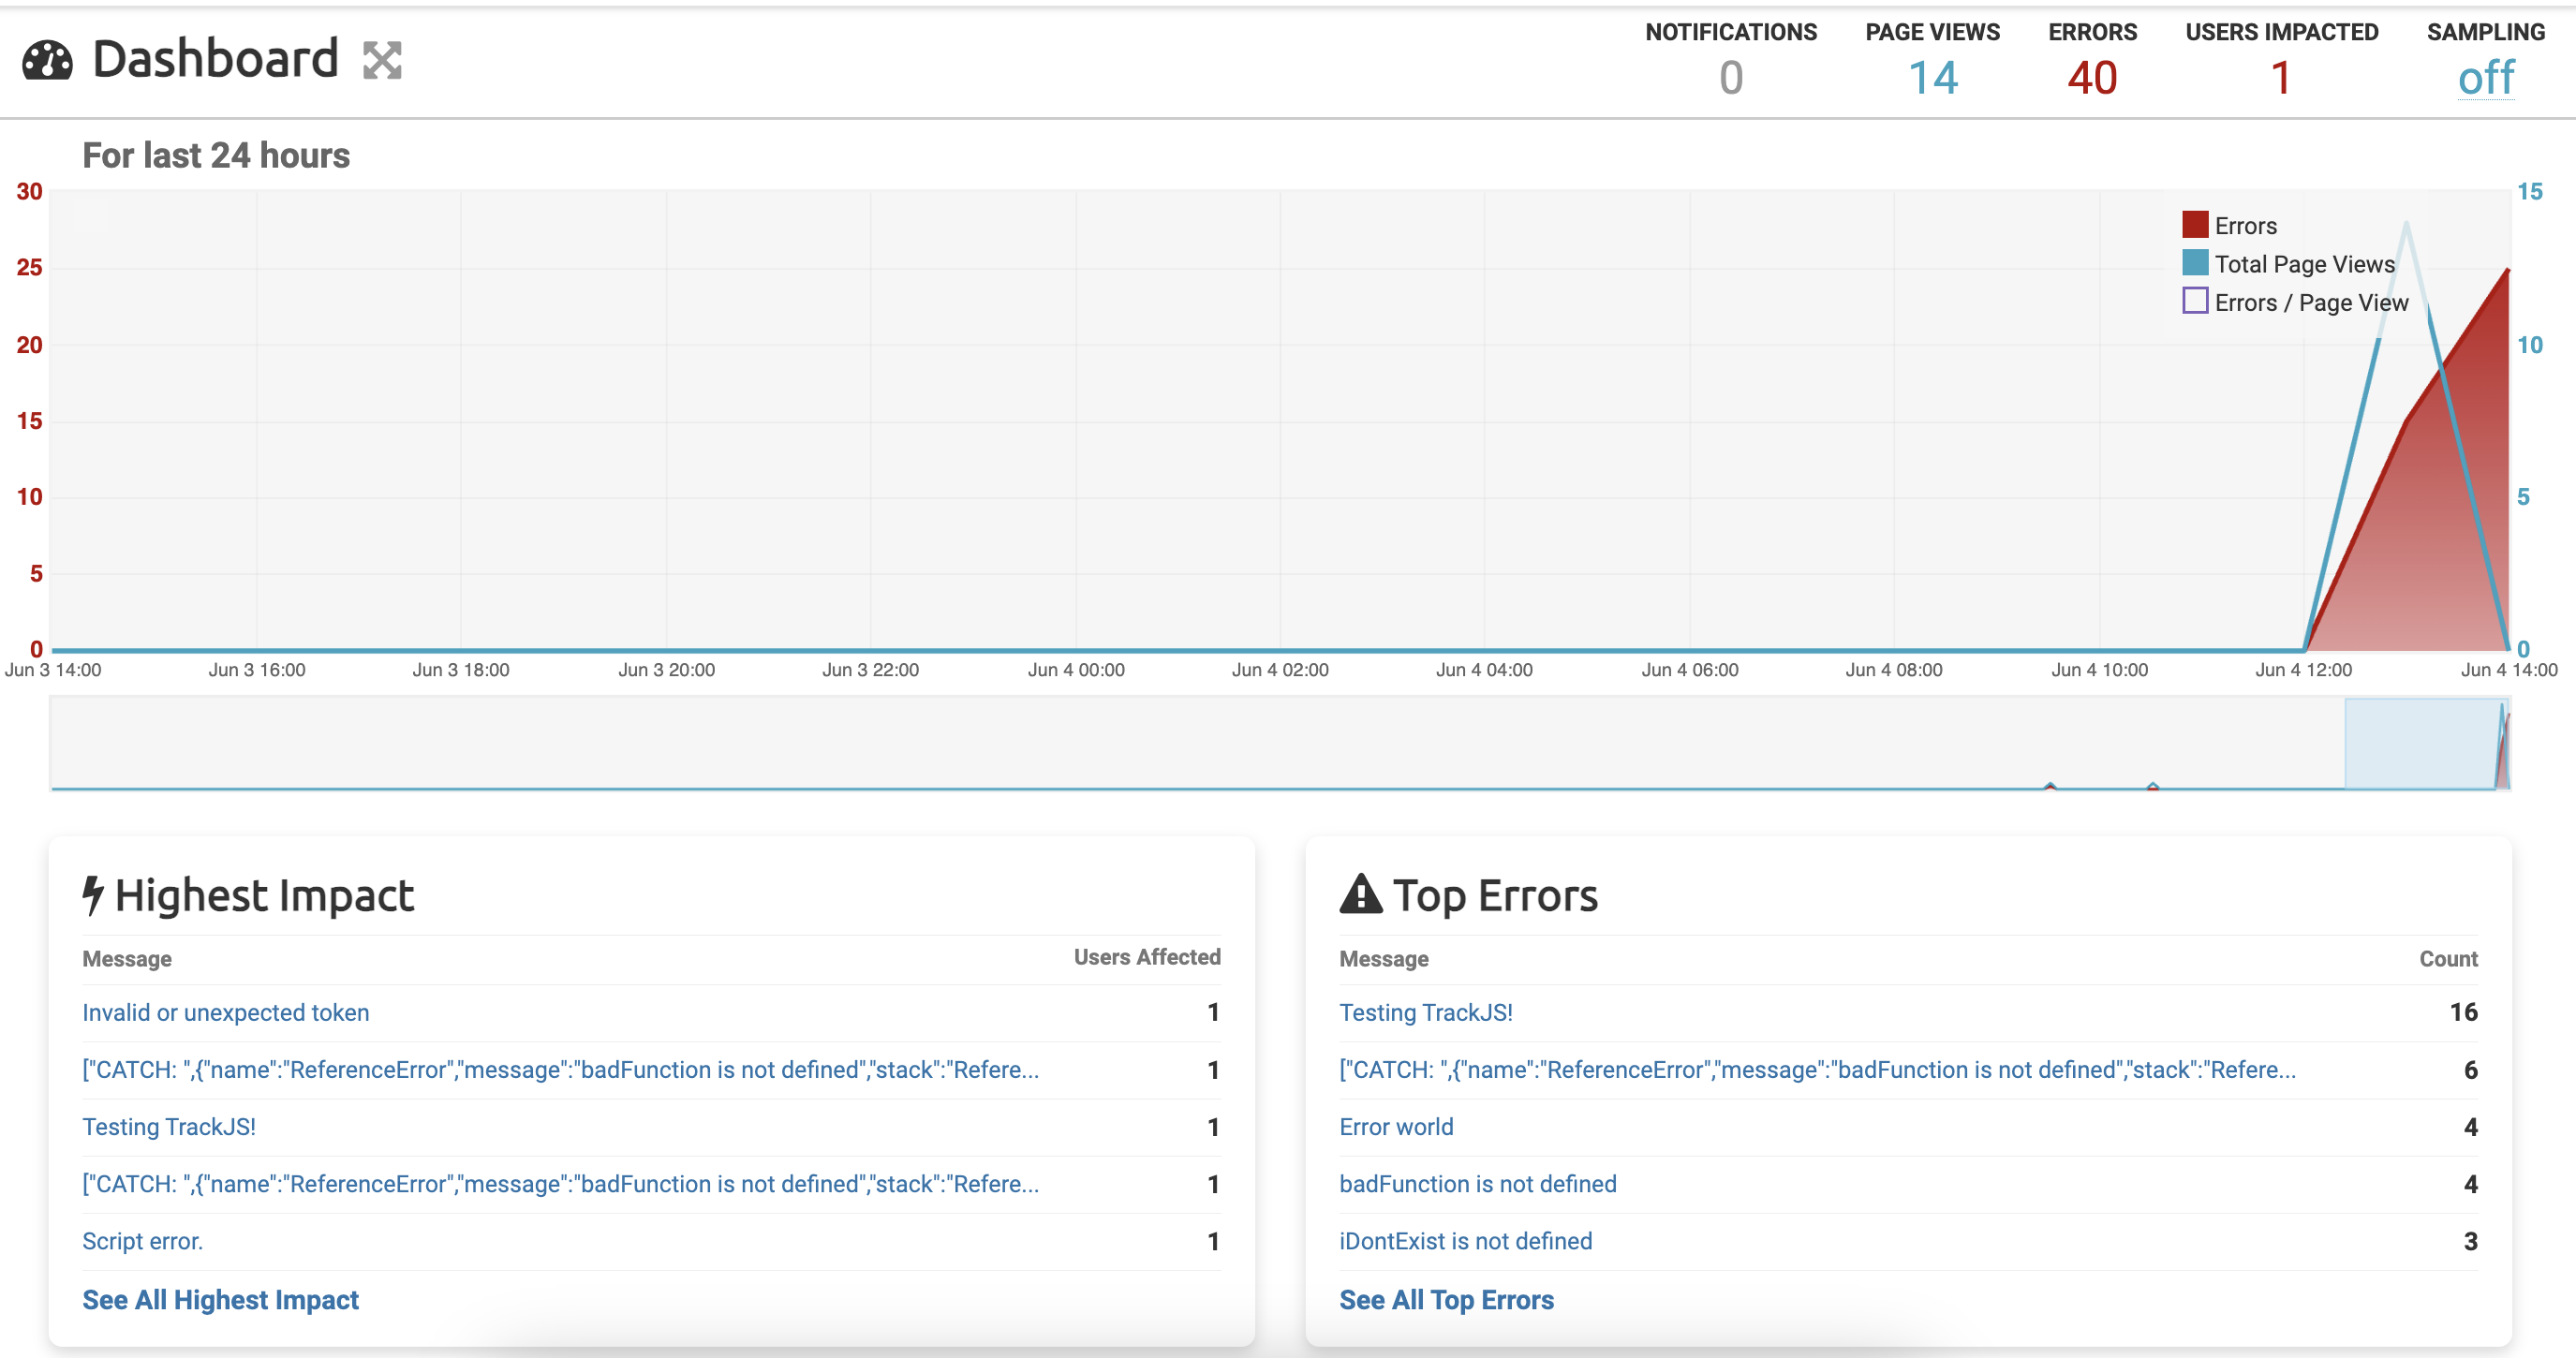 Dashboard
NOTIFICATIONS 0
PAGE VIEWS 14
ERRORS 40
USERS IMPACTED 1
SAMPLING off
For last 24 hours
30
25
20
15
10
5
0
15
10
5
0
Errors
Total Page Views
Errors / Page View
Jun 3 14:00 Jun 3 16:00 Jun 3 18:00 Jun 3 20:00 Jun 3 22:00 Jun 4 00:00 Jun 4 02:00 Jun 4 04:00 Jun 4 06:00 Jun 4 08:00 Jun 4 10:00 Jun 4 12:00 Jun 4 14:00
Highest Impact
Message Users Affected
Invalid or unexpected token 1
["CATCH: ",{"name":"ReferenceError","message":"badFunction is not defined","stack":"Refere... 1
Testing TrackJS! 1
["CATCH: ",{"name":"ReferenceError","message":"badFunction is not defined","stack":"Refere... 1
Script error. 1
See All Highest Impact
Top Errors
Message Count
Testing TrackJS! 16
["CATCH: ",{"name":"ReferenceError","message":"badFunction is not defined","stack":"Refere... 6
Error world 4
badFunction is not defined 4
iDontExist is not defined 3
See All Top Errors